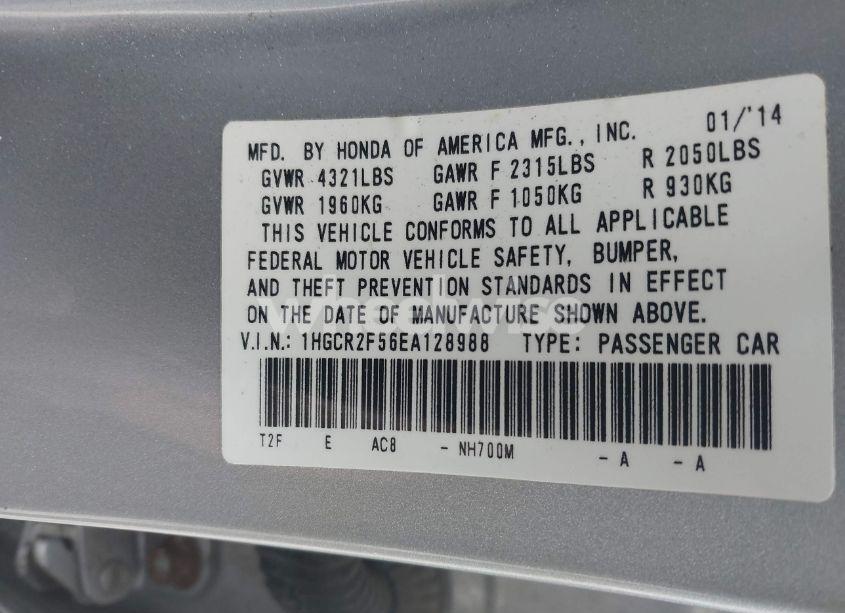 MFD. BY HONDA OF AMERICA MFG., INC. 01/'14
GVWR 4321LBS GAWR F 2315LBS R 2050LBS
GVWR 1960KG GAWR F 1050KG R 930KG
THIS VEHICLE CONFORMS TO ALL APPLICABLE
FEDERAL MOTOR VEHICLE SAFETY, BUMPER,
AND THEFT PREVENTION STANDARDS IN EFFECT
ON THE DATE OF MANUFACTURE SHOWN ABOVE.
wheelwise
V.I.N.: 1HGCR2F56EA128988 TYPE: PASSENGER CAR
T2F E AC8 - NH700M - A - A